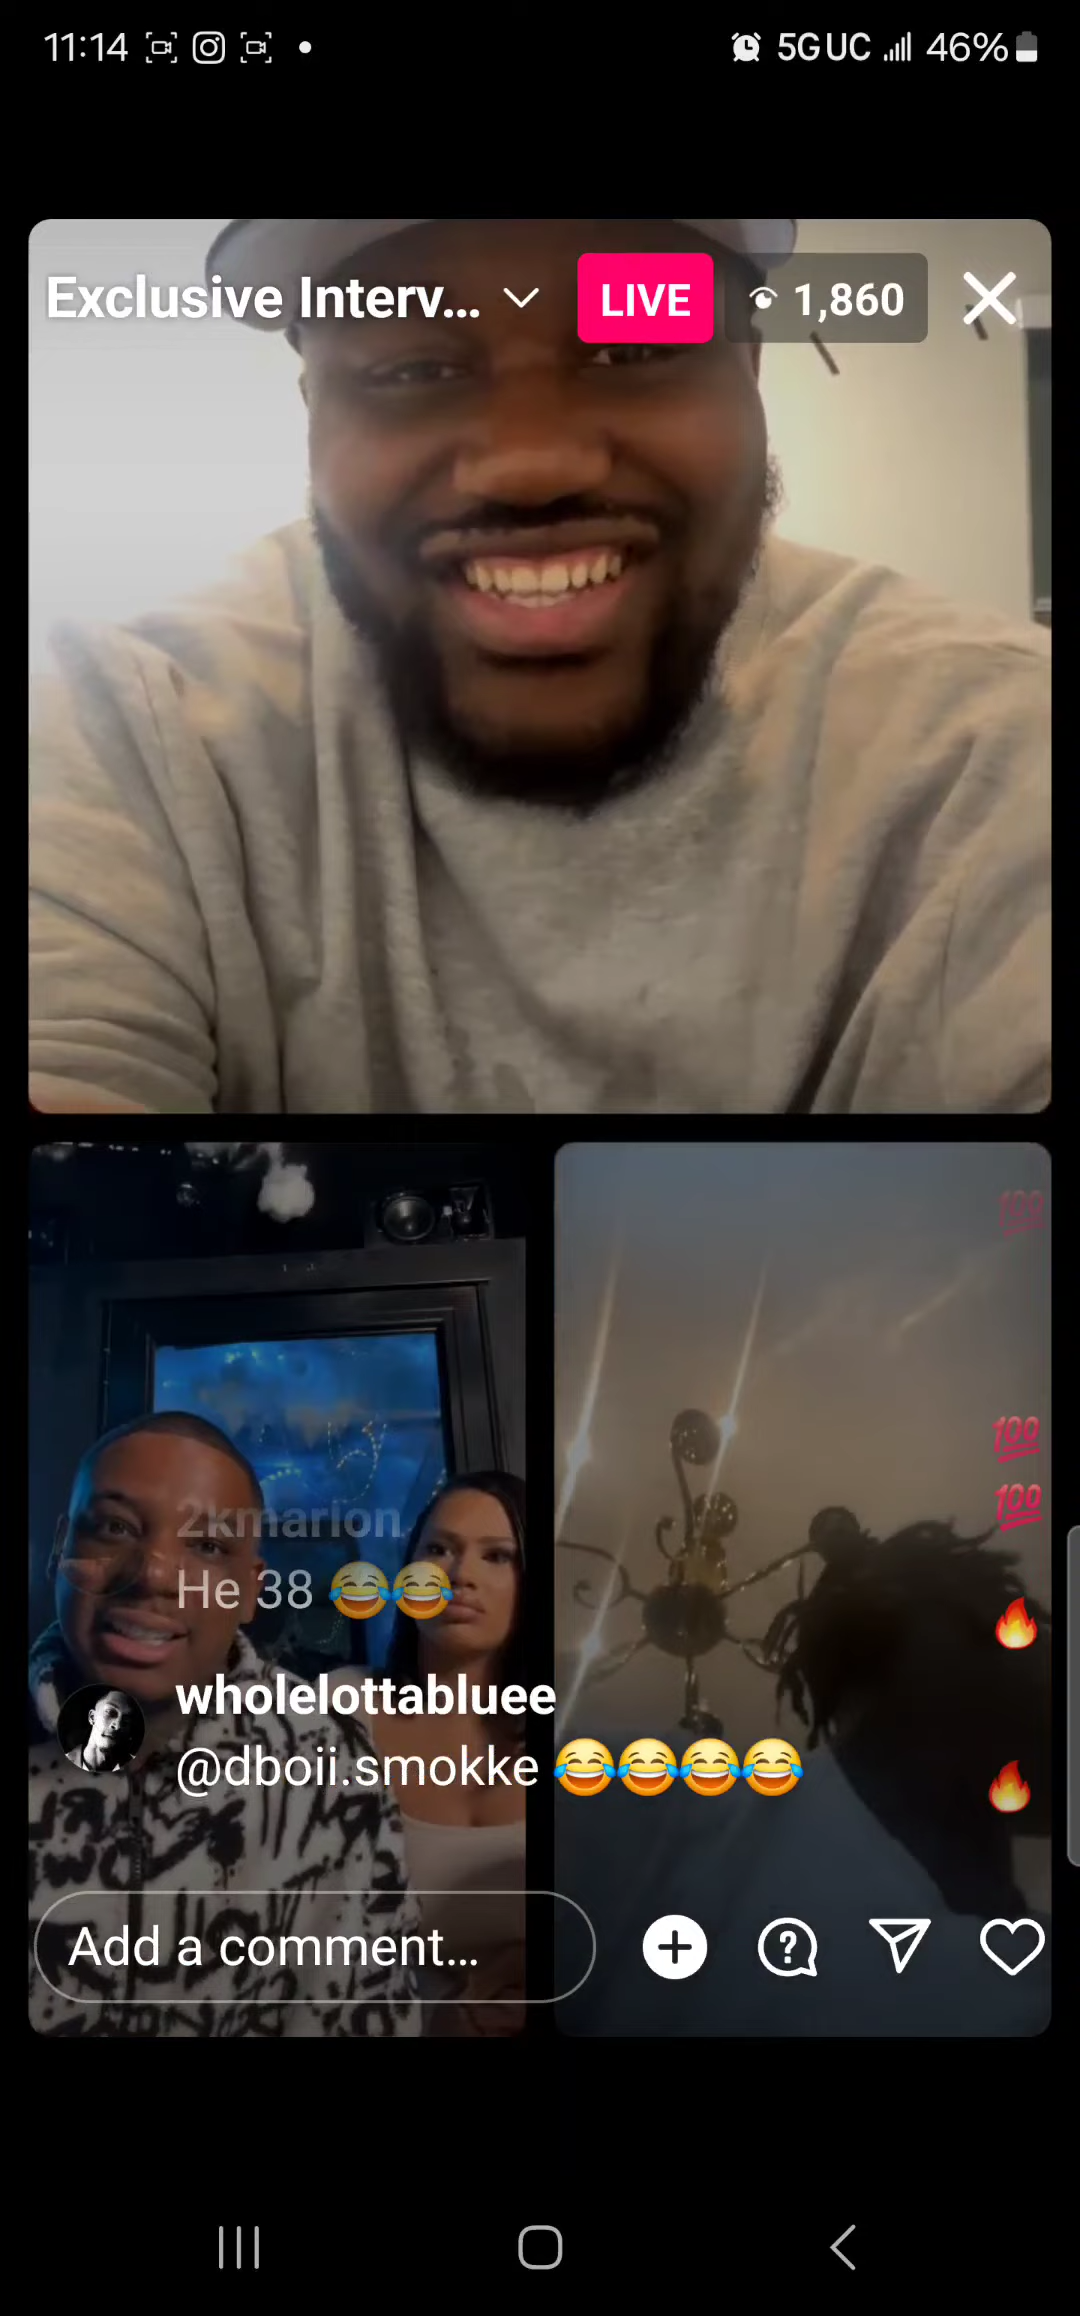 11:14
5G UC 46%
Exclusive Interv...
LIVE
1,860
100
100
100
2kmarlon
He 38 😂😂
wholelottabluee
@dboii.smokke 😂😂😂😂
Add a comment...